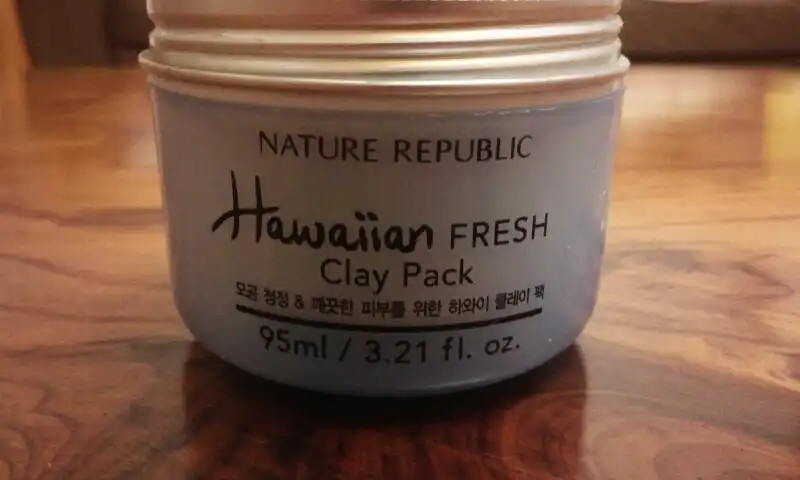 NATURE REPUBLIC
Hawaiian FRESH
Clay Pack
모공 청정 & 깨끗한 피부를 위한 하와이 클레이 팩
95ml / 3.21 fl. oz.